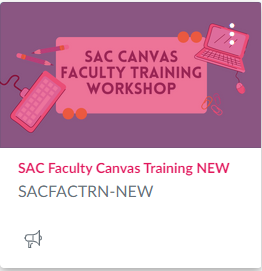 SAC CANVAS
FACULTY TRAINING
WORKSHOP
SAC Faculty Canvas Training NEW
SACFACTRN-NEW